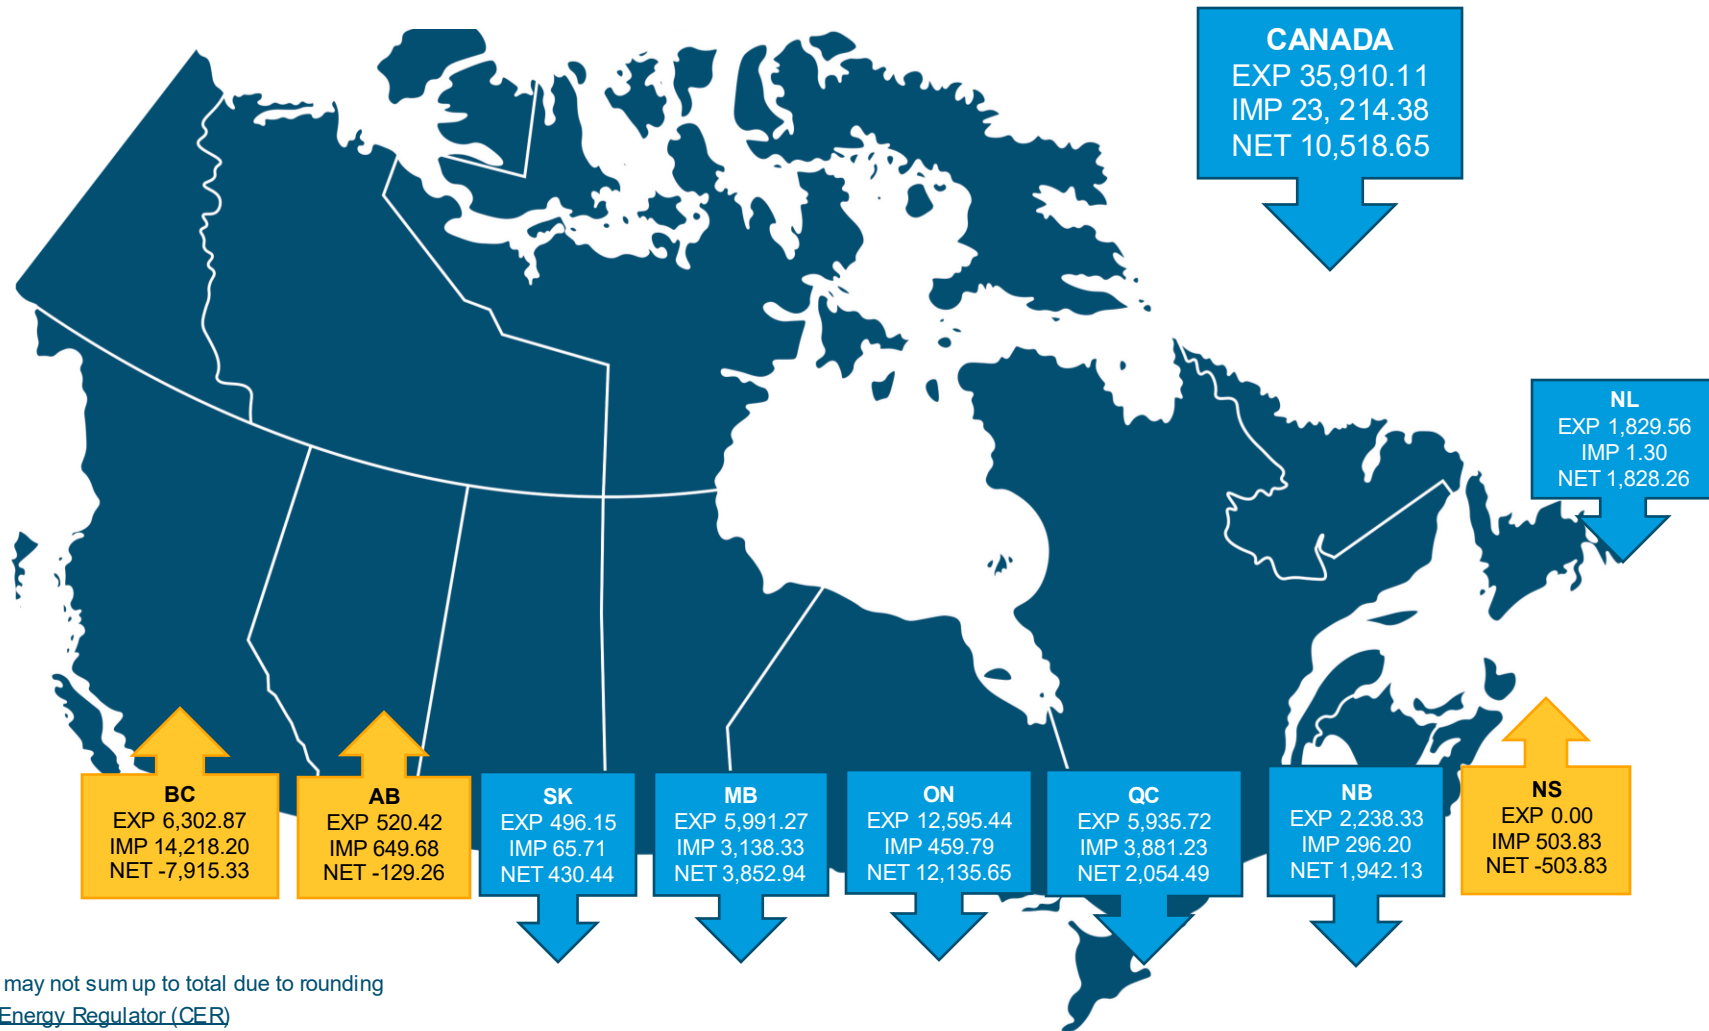 CANADA
EXP 35,910.11
IMP 23, 214.38
NET 10,518.65
NL
EXP 1,829.56
IMP 1.30
NET 1,828.26
BC
EXP 6,302.87
IMP 14,218.20
NET -7,915.33
AB
EXP 520.42
IMP 649.68
NET -129.26
SK
EXP 496.15
IMP 65.71
NET 430.44
MB
EXP 5,991.27
IMP 3,138.33
NET 3,852.94
ON
EXP 12,595.44
IMP 459.79
NET 12,135.65
QC
EXP 5,935.72
IMP 3,881.23
NET 2,054.49
NB
EXP 2,238.33
IMP 296.20
NET 1,942.13
NS
EXP 0.00
IMP 503.83
NET -503.83
may not sum up to total due to rounding
Energy Regulator (CER)